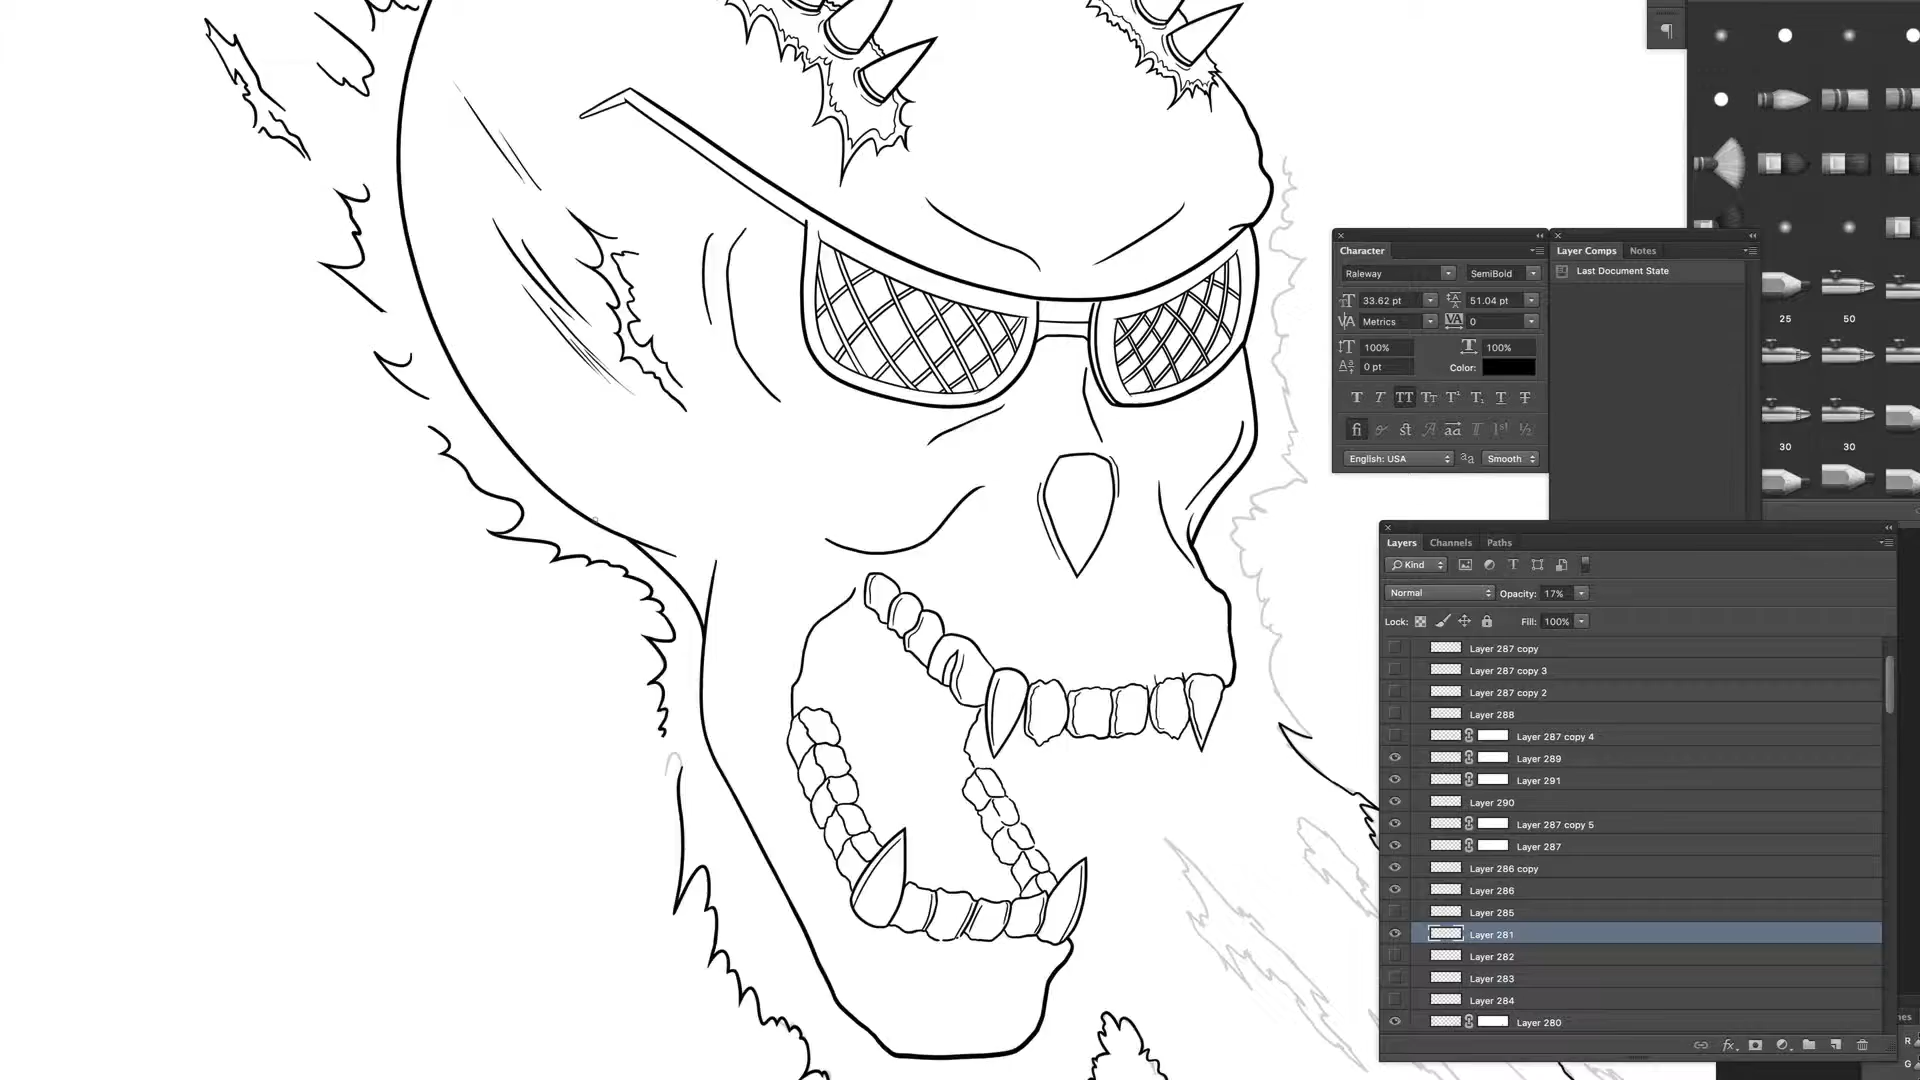 Character
Layer Comps Notes
Raleway SemiBold
Last Document State
33.62 pt 51.04 pt
Metrics 0
100% 100%
0 pt Color:
25 50
English: USA Smooth
30 30
Layers Channels Paths
Kind
Normal Opacity: 17%
Lock: Fill: 100%
Layer 287 copy
Layer 287 copy 3
Layer 287 copy 2
Layer 288
Layer 287 copy 4
Layer 289
Layer 291
Layer 290
Layer 287 copy 5
Layer 287
Layer 286 copy
Layer 286
Layer 285
Layer 281
Layer 282
Layer 283
Layer 284
Layer 280
R
G